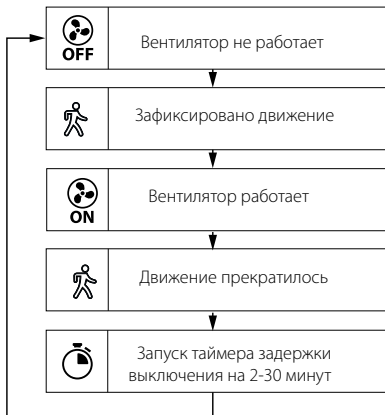 OFF
Вентилятор не работает
Зафиксировано движение
ON
Вентилятор работает
Движение прекратилось
Запуск таймера задержки
выключения на 2-30 минут